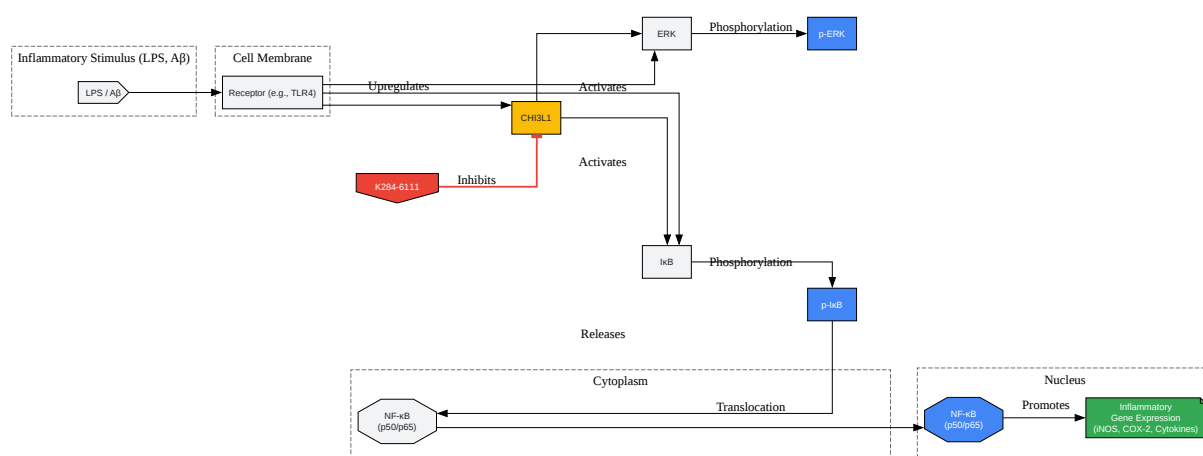 ERK
Phosphorylation
p-ERK
Inflammatory Stimulus (LPS, Aβ)
Cell Membrane
LPS / Aβ
Receptor (e.g., TLR4)
Upregulates
Activates
CHI3L1
Activates
K284-6111
Inhibits
IκB
Phosphorylation
p-IκB
Releases
Cytoplasm
Nucleus
NF-κB
(p50/p65)
Translocation
NF-κB
(p50/p65)
Promotes
Inflammatory
Gene Expression
(iNOS, COX-2, Cytokines)